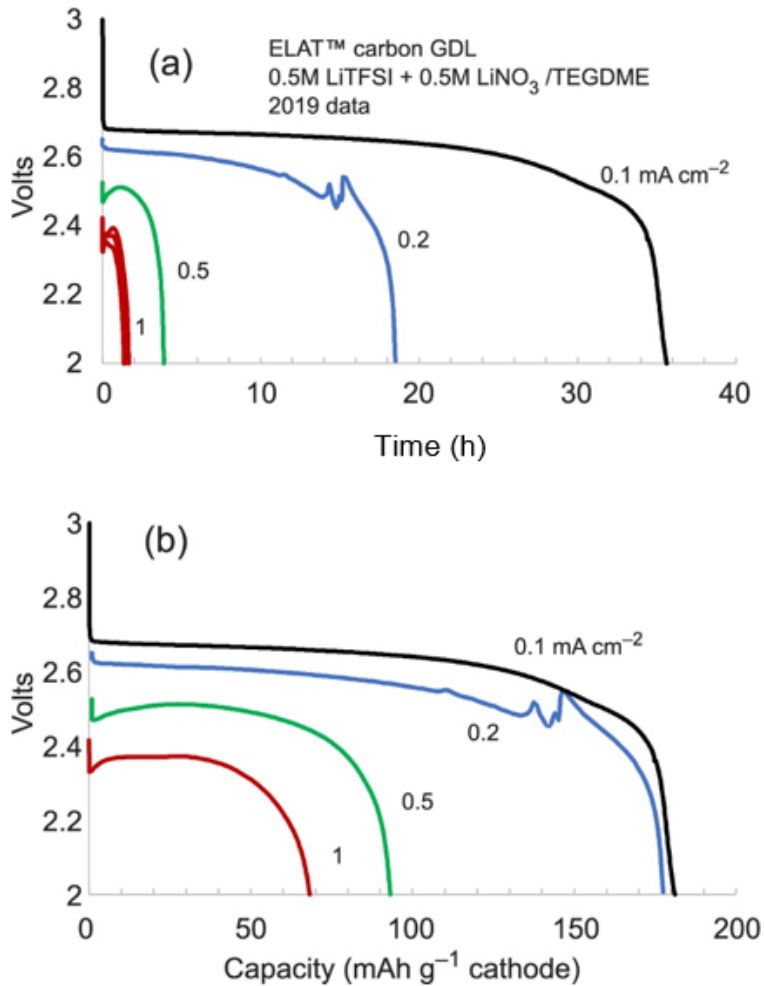 3
(a)
ELAT™ carbon GDL
0.5M LiTFSI + 0.5M LiNO₃ /TEGDME
2019 data
2.8
2.6
Volts
0.1 mA cm⁻²
2.4
0.2
0.5
2.2
1
2
0 10 20 30 40
Time (h)
3
(b)
2.8
0.1 mA cm⁻²
2.6
Volts
0.2
2.4
0.5
2.2
1
2
0 50 100 150 200
Capacity (mAh g⁻¹ cathode)